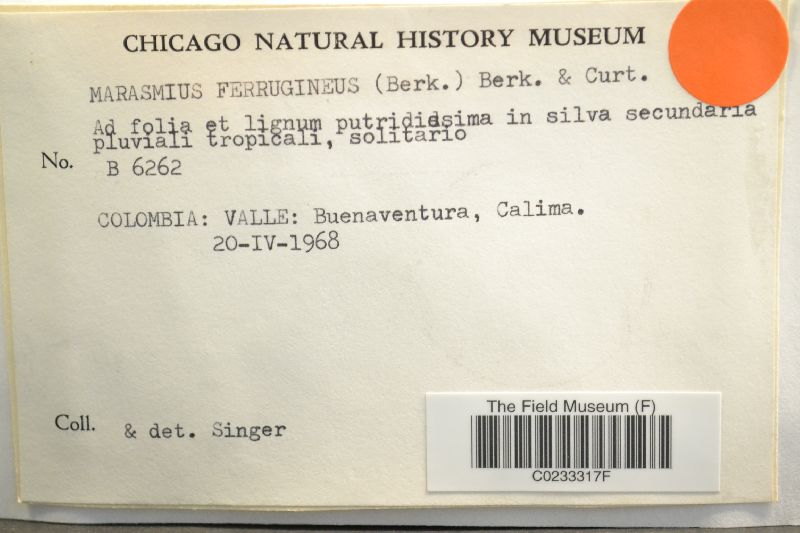 CHICAGO NATURAL HISTORY MUSEUM
MARASMIUS FERRUGINEUS (Berk.) Berk. & Curt.
Ad folia et lignum putridissima in silva secundaria
pluviali tropicali, solitario
No. B 6262
COLOMBIA: VALLE: Buenaventura, Calima.
20-IV-1968
Coll. & det. Singer
The Field Museum (F)
C0233317F